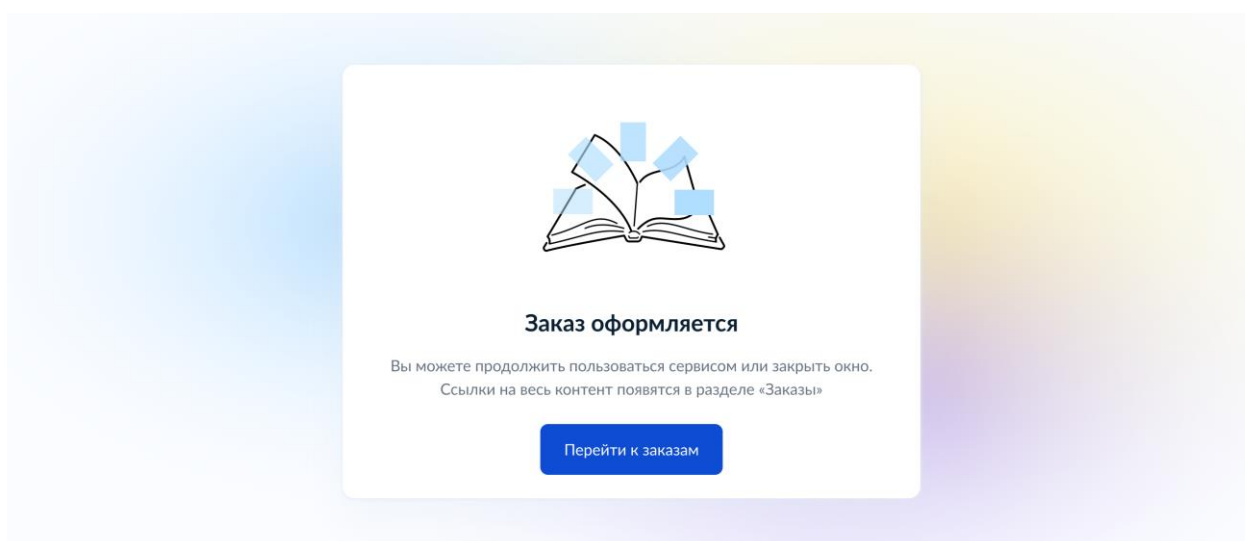 Заказ оформляется
Вы можете продолжить пользоваться сервисом или закрыть окно.
Ссылки на весь контент появятся в разделе «Заказы»
Перейти к заказам